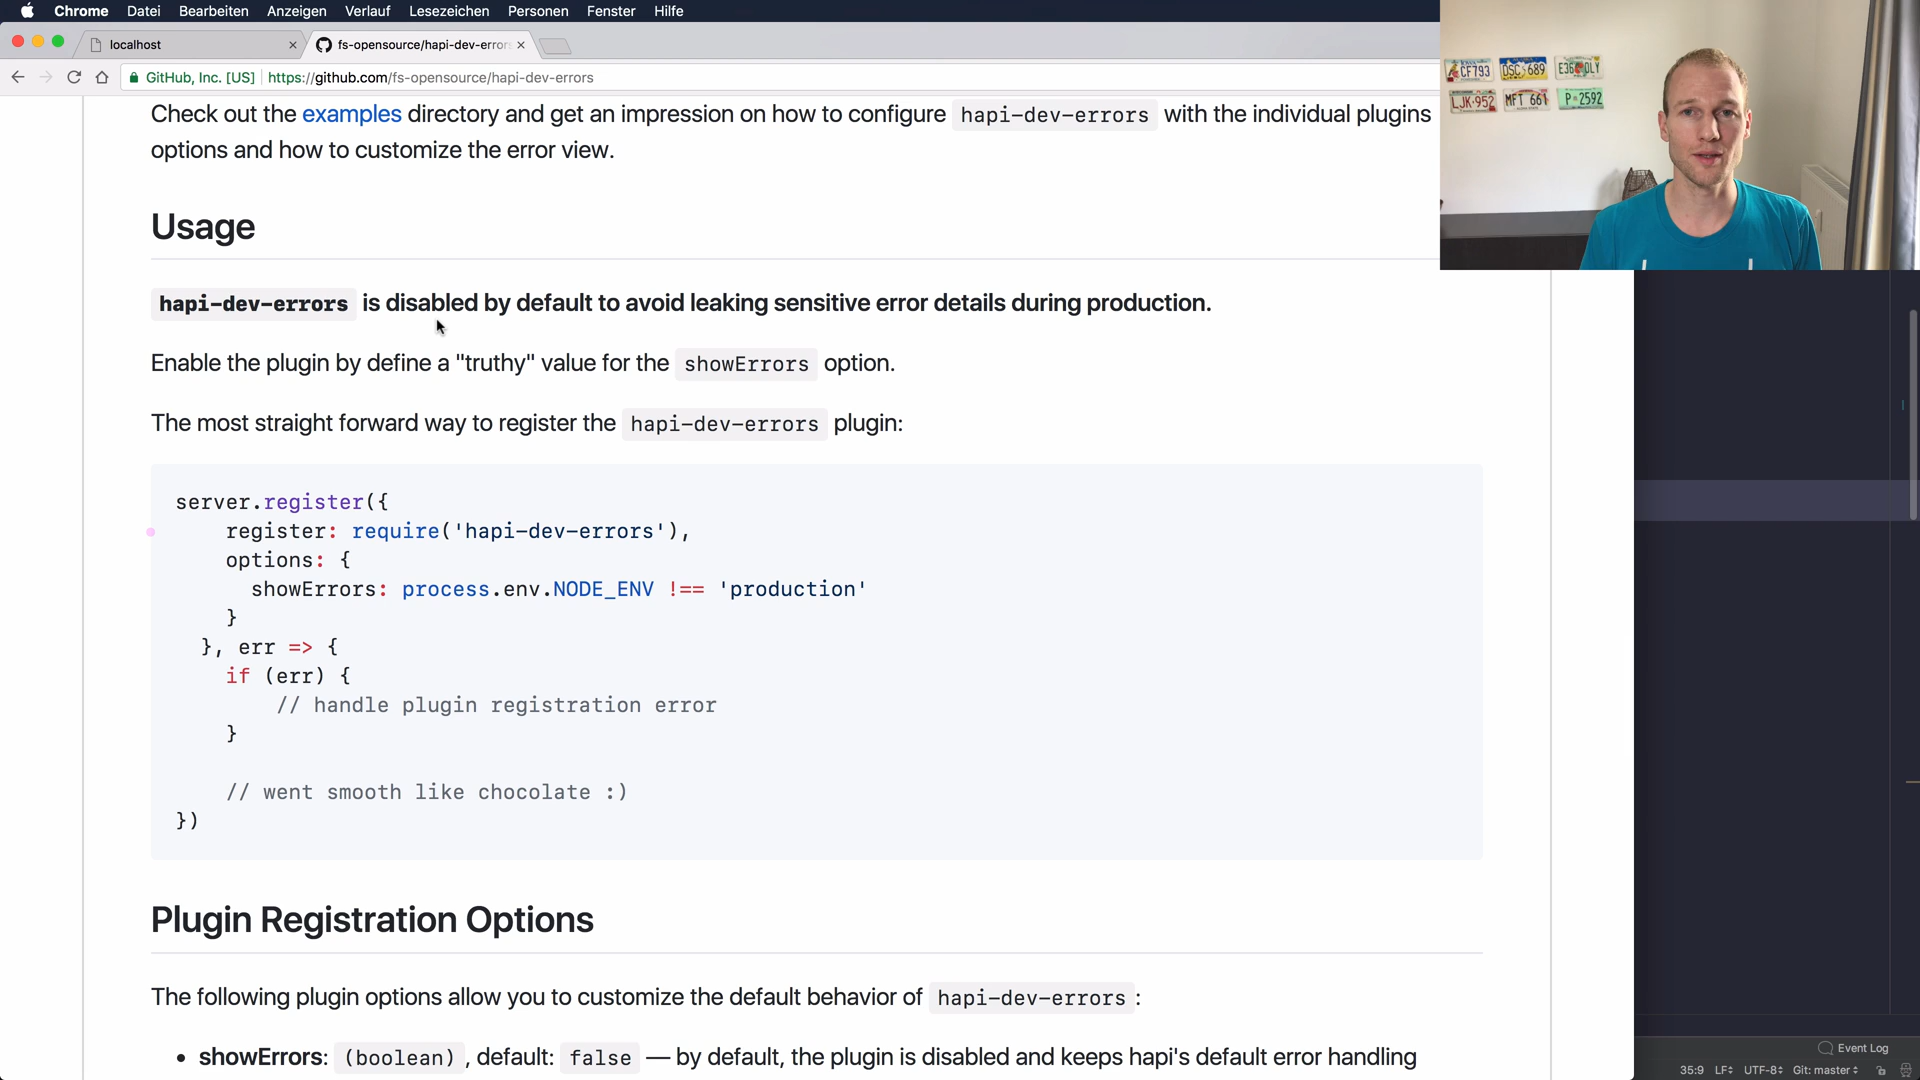 Chrome Datei Bearbeiten Anzeigen Verlauf Lesezeichen Personen Fenster Hilfe
localhost
fs-opensource/hapi-dev-error
GitHub, Inc. [US] https://github.com/fs-opensource/hapi-dev-errors
CF793 DSC 689
LJK·952 MFT 661 P 2592
Check out the examples directory and get an impression on how to configure hapi-dev-errors with the individual plugins
options and how to customize the error view.
Usage
hapi-dev-errors is disabled by default to avoid leaking sensitive error details during production.
Enable the plugin by define a "truthy" value for the showErrors option.
The most straight forward way to register the hapi-dev-errors plugin:
server.register({
register: require('hapi-dev-errors'),
options: {
showErrors: process.env.NODE_ENV !== 'production'
}
}, err => {
if (err) {
// handle plugin registration error
}
// went smooth like chocolate :)
})
Plugin Registration Options
The following plugin options allow you to customize the default behavior of hapi-dev-errors :
• showErrors: (boolean) , default: false — by default, the plugin is disabled and keeps hapi's default error handling
Event Log
35:9 LF÷ UTF-8÷ Git: master÷